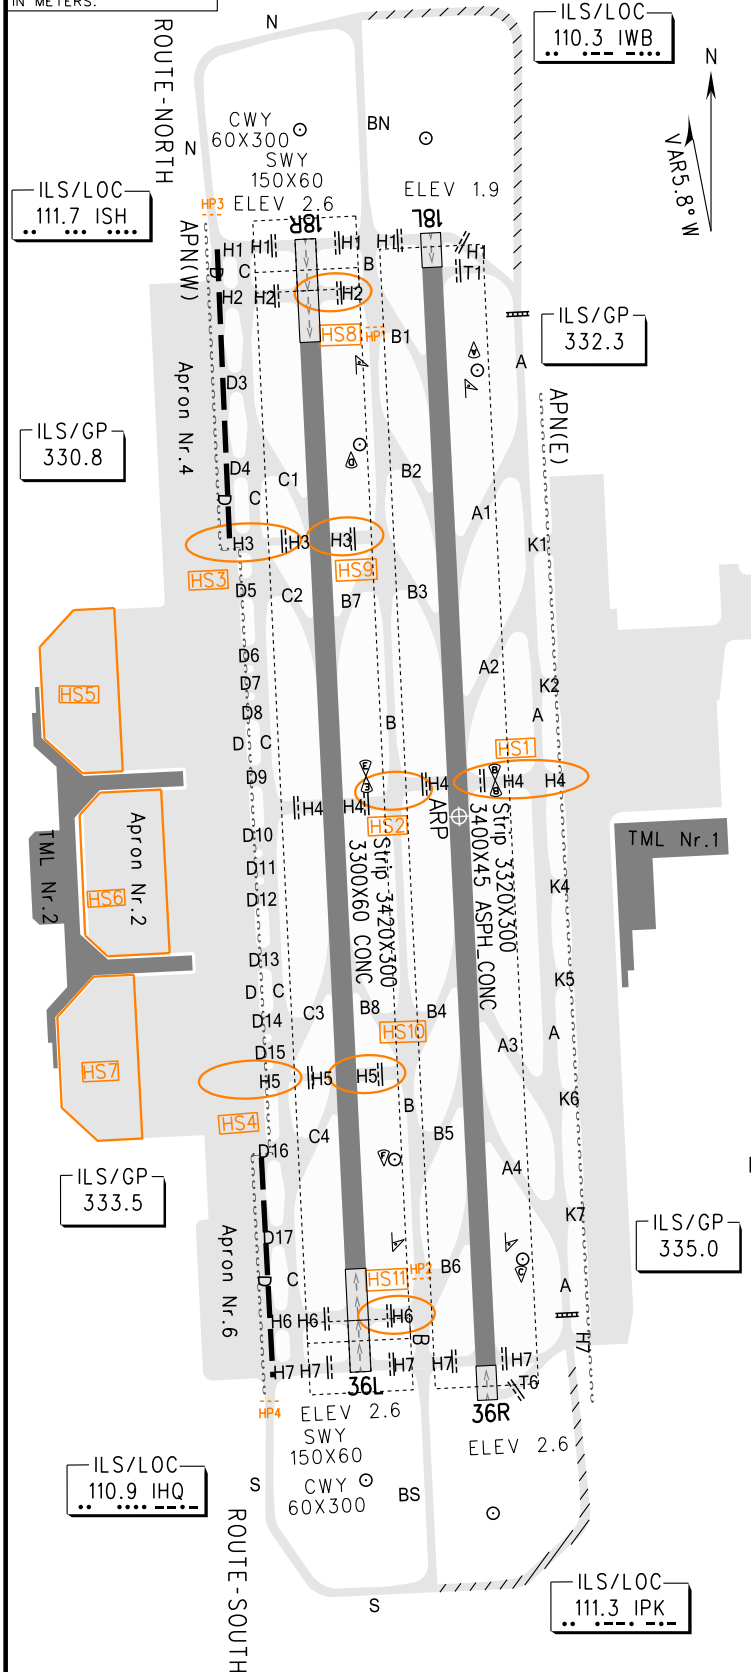 IN METERS.
N
ILS/LOC
110.3 IWB
N
VAR5.8° W
ROUTE-NORTH
CWY
60X300
BN
N
SWY
150X60
ELEV 2.6
ELEV 1.9
ILS/LOC
111.7 ISH
HP3
18R
18L
APN(W)
H1
H1
H1
H1
H1
D
C
B
T1
H2
H2
H2
HS8
HP1
B1
ILS/GP
332.3
A
D3
Apron Nr.4
APN(E)
ILS/GP
330.8
D4
C1
B2
D
C
A1
H3
H3
H3
K1
HS3
HS9
D5
C2
B7
B3
D6
A2
D7
K2
HS5
D8
B
A
D
C
HS1
D9
H4
H4
H4
H4
H4
HS2
ARP
Apron Nr.2
TML Nr.2
D10
Strip 3420X300
3300X60 CONC
Strip 3320X300
3400X45 ASPH_CONC
TML Nr.1
D11
HS6
D12
K4
D13
K5
D
C
C3
B8
B4
D14
HS10
A
D15
A3
HS7
H5
H5
H5
K6
B
HS4
C4
B5
D16
A4
ILS/GP
333.5
K7
Apron Nr.6
D17
ILS/GP
335.0
HP2
B6
D
C
HS11
A
H6
H6
H6
B
H7
H7
H7
H7
H7
36L
T6
HP4
ELEV 2.6
36R
SWY
150X60
ELEV 2.6
ILS/LOC
110.9 IHQ
S
CWY
60X300
BS
ROUTE-SOUTH
ILS/LOC
111.3 IPK
S